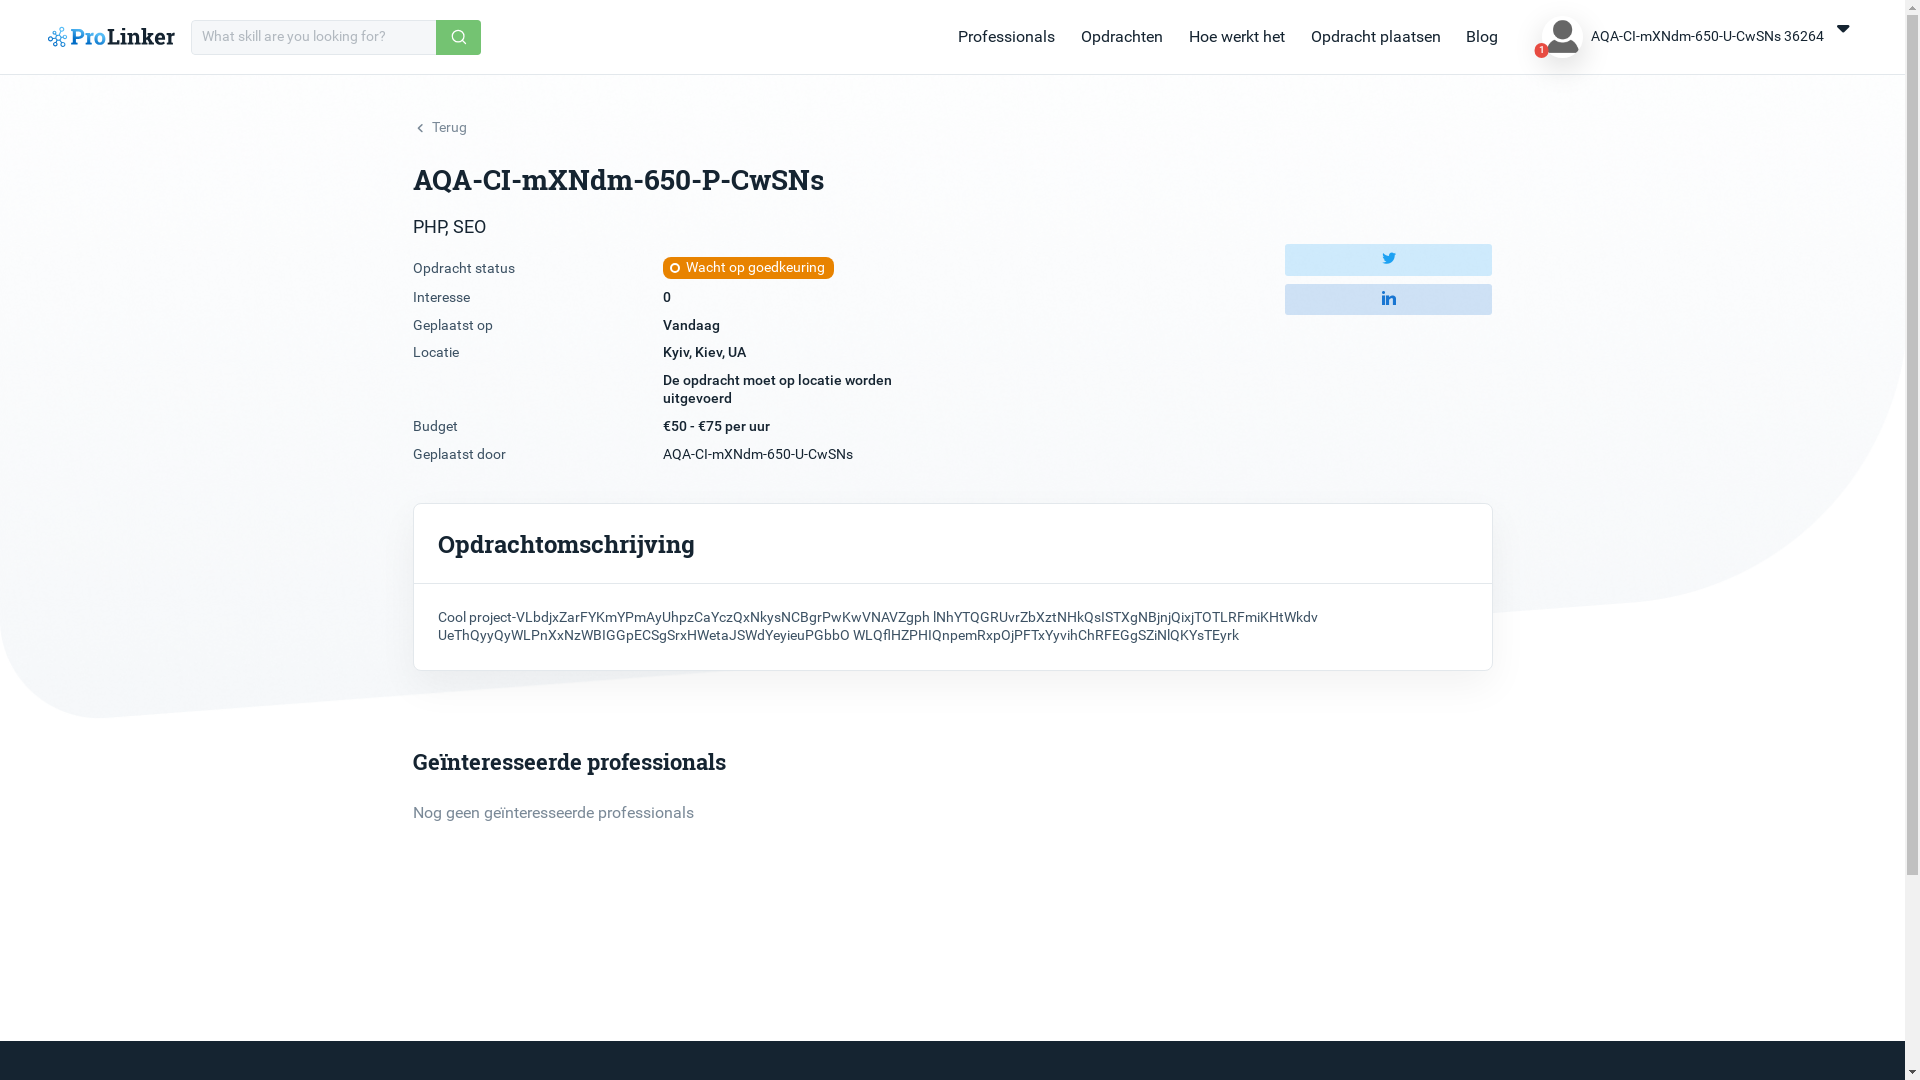 ProLinker
What skill are you looking for?
Professionals
Opdrachten
Hoe werkt het
Opdracht plaatsen
Blog
1
AQA-CI-mXNdm-650-U-CwSNs 36264
Terug
AQA-CI-mXNdm-650-P-CwSNs
PHP, SEO
Opdracht status
Wacht op goedkeuring
Interesse
0
Geplaatst op
Vandaag
Locatie
Kyiv, Kiev, UA
De opdracht moet op locatie worden
uitgevoerd
Budget
€50 - €75 per uur
Geplaatst door
AQA-CI-mXNdm-650-U-CwSNs
Opdrachtomschrijving
Cool project-VLbdjxZarFYKmYPmAyUhpzCaYczQxNkysNCBgrPwKwVNAVZgph lNhYTQGRUvrZbXztNHkQsISTXgNBjnjQixjTOTLRFmiKHtWkdv
UeThQyyQyWLPnXxNzWBIGGpECSgSrxHWetaJSWdYeyieuPGbbO WLQflHZPHIQnpemRxpOjPFTxYyvihChRFEGgSZiNlQKYsTEyrk
Geïnteresseerde professionals
Nog geen geïnteresseerde professionals